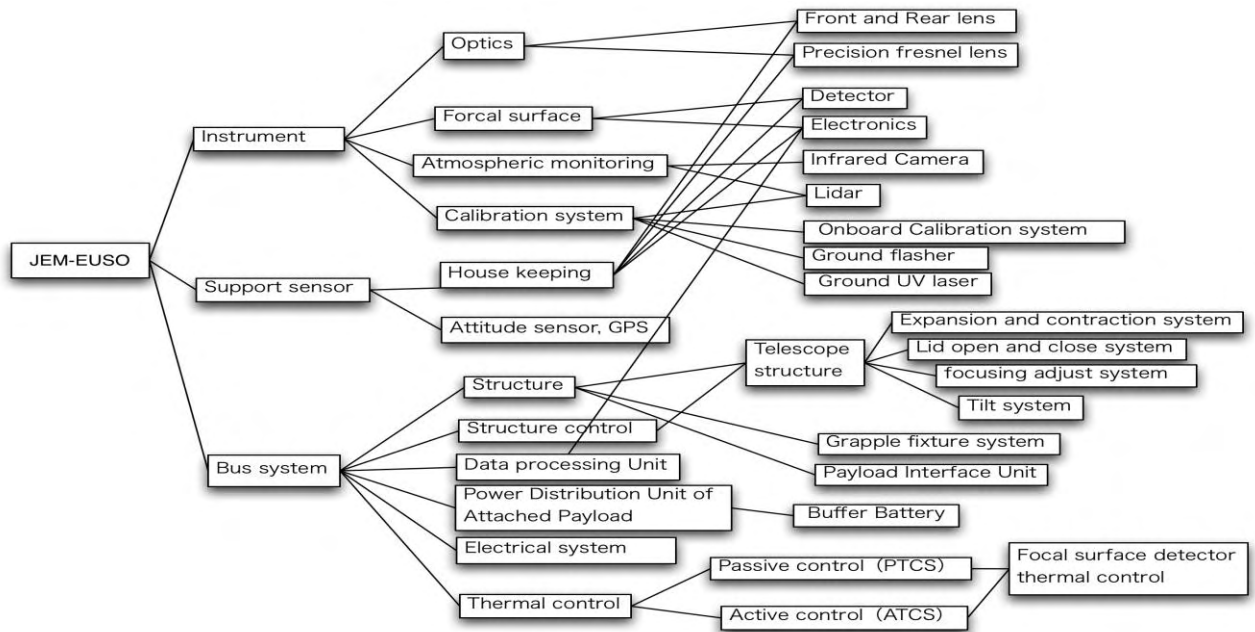 JEM-EUSO
Instrument
Support sensor
Bus system
Optics
Forcal surface
Atmospheric monitoring
Calibration system
House keeping
Attitude sensor, GPS
Structure
Structure control
Data processing Unit
Power Distribution Unit of
Attached Payload
Electrical system
Thermal control
Front and Rear lens
Precision fresnel lens
Detector
Electronics
Infrared Camera
Lidar
Onboard Calibration system
Ground flasher
Ground UV laser
Telescope
structure
Expansion and contraction system
Lid open and close system
focusing adjust system
Tilt system
Grapple fixture system
Payload Interface Unit
Buffer Battery
Passive control (PTCS)
Active control (ATCS)
Focal surface detector
thermal control